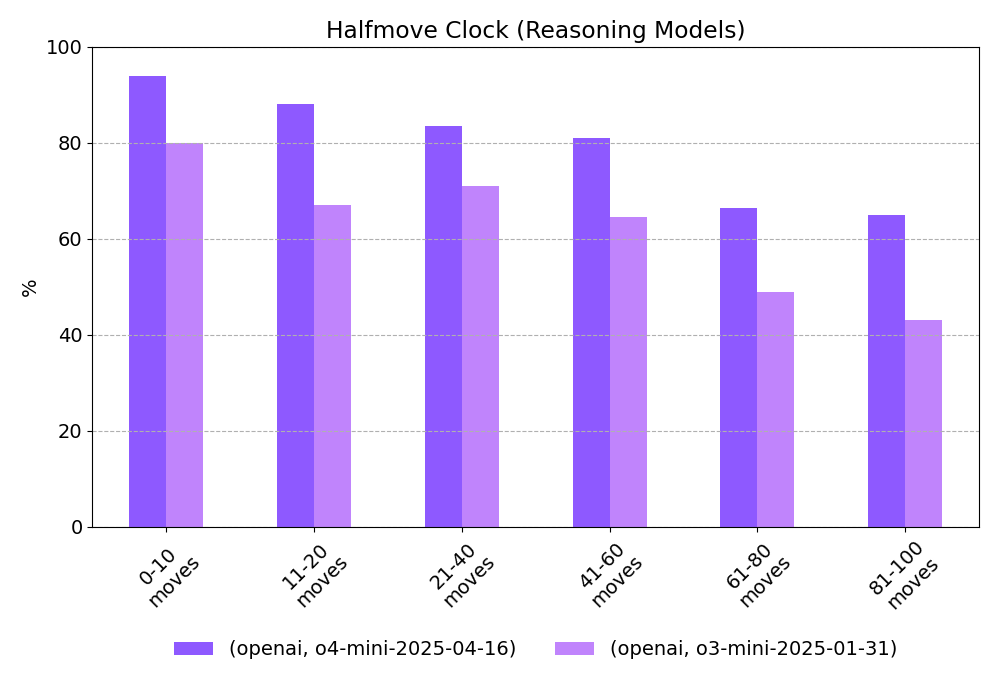 Halfmove Clock (Reasoning Models)
100
80
60
40
20
0
%
0-10
moves
11-20
moves
21-40
moves
41-60
moves
61-80
moves
81-100
moves
(openai, o4-mini-2025-04-16)
(openai, o3-mini-2025-01-31)